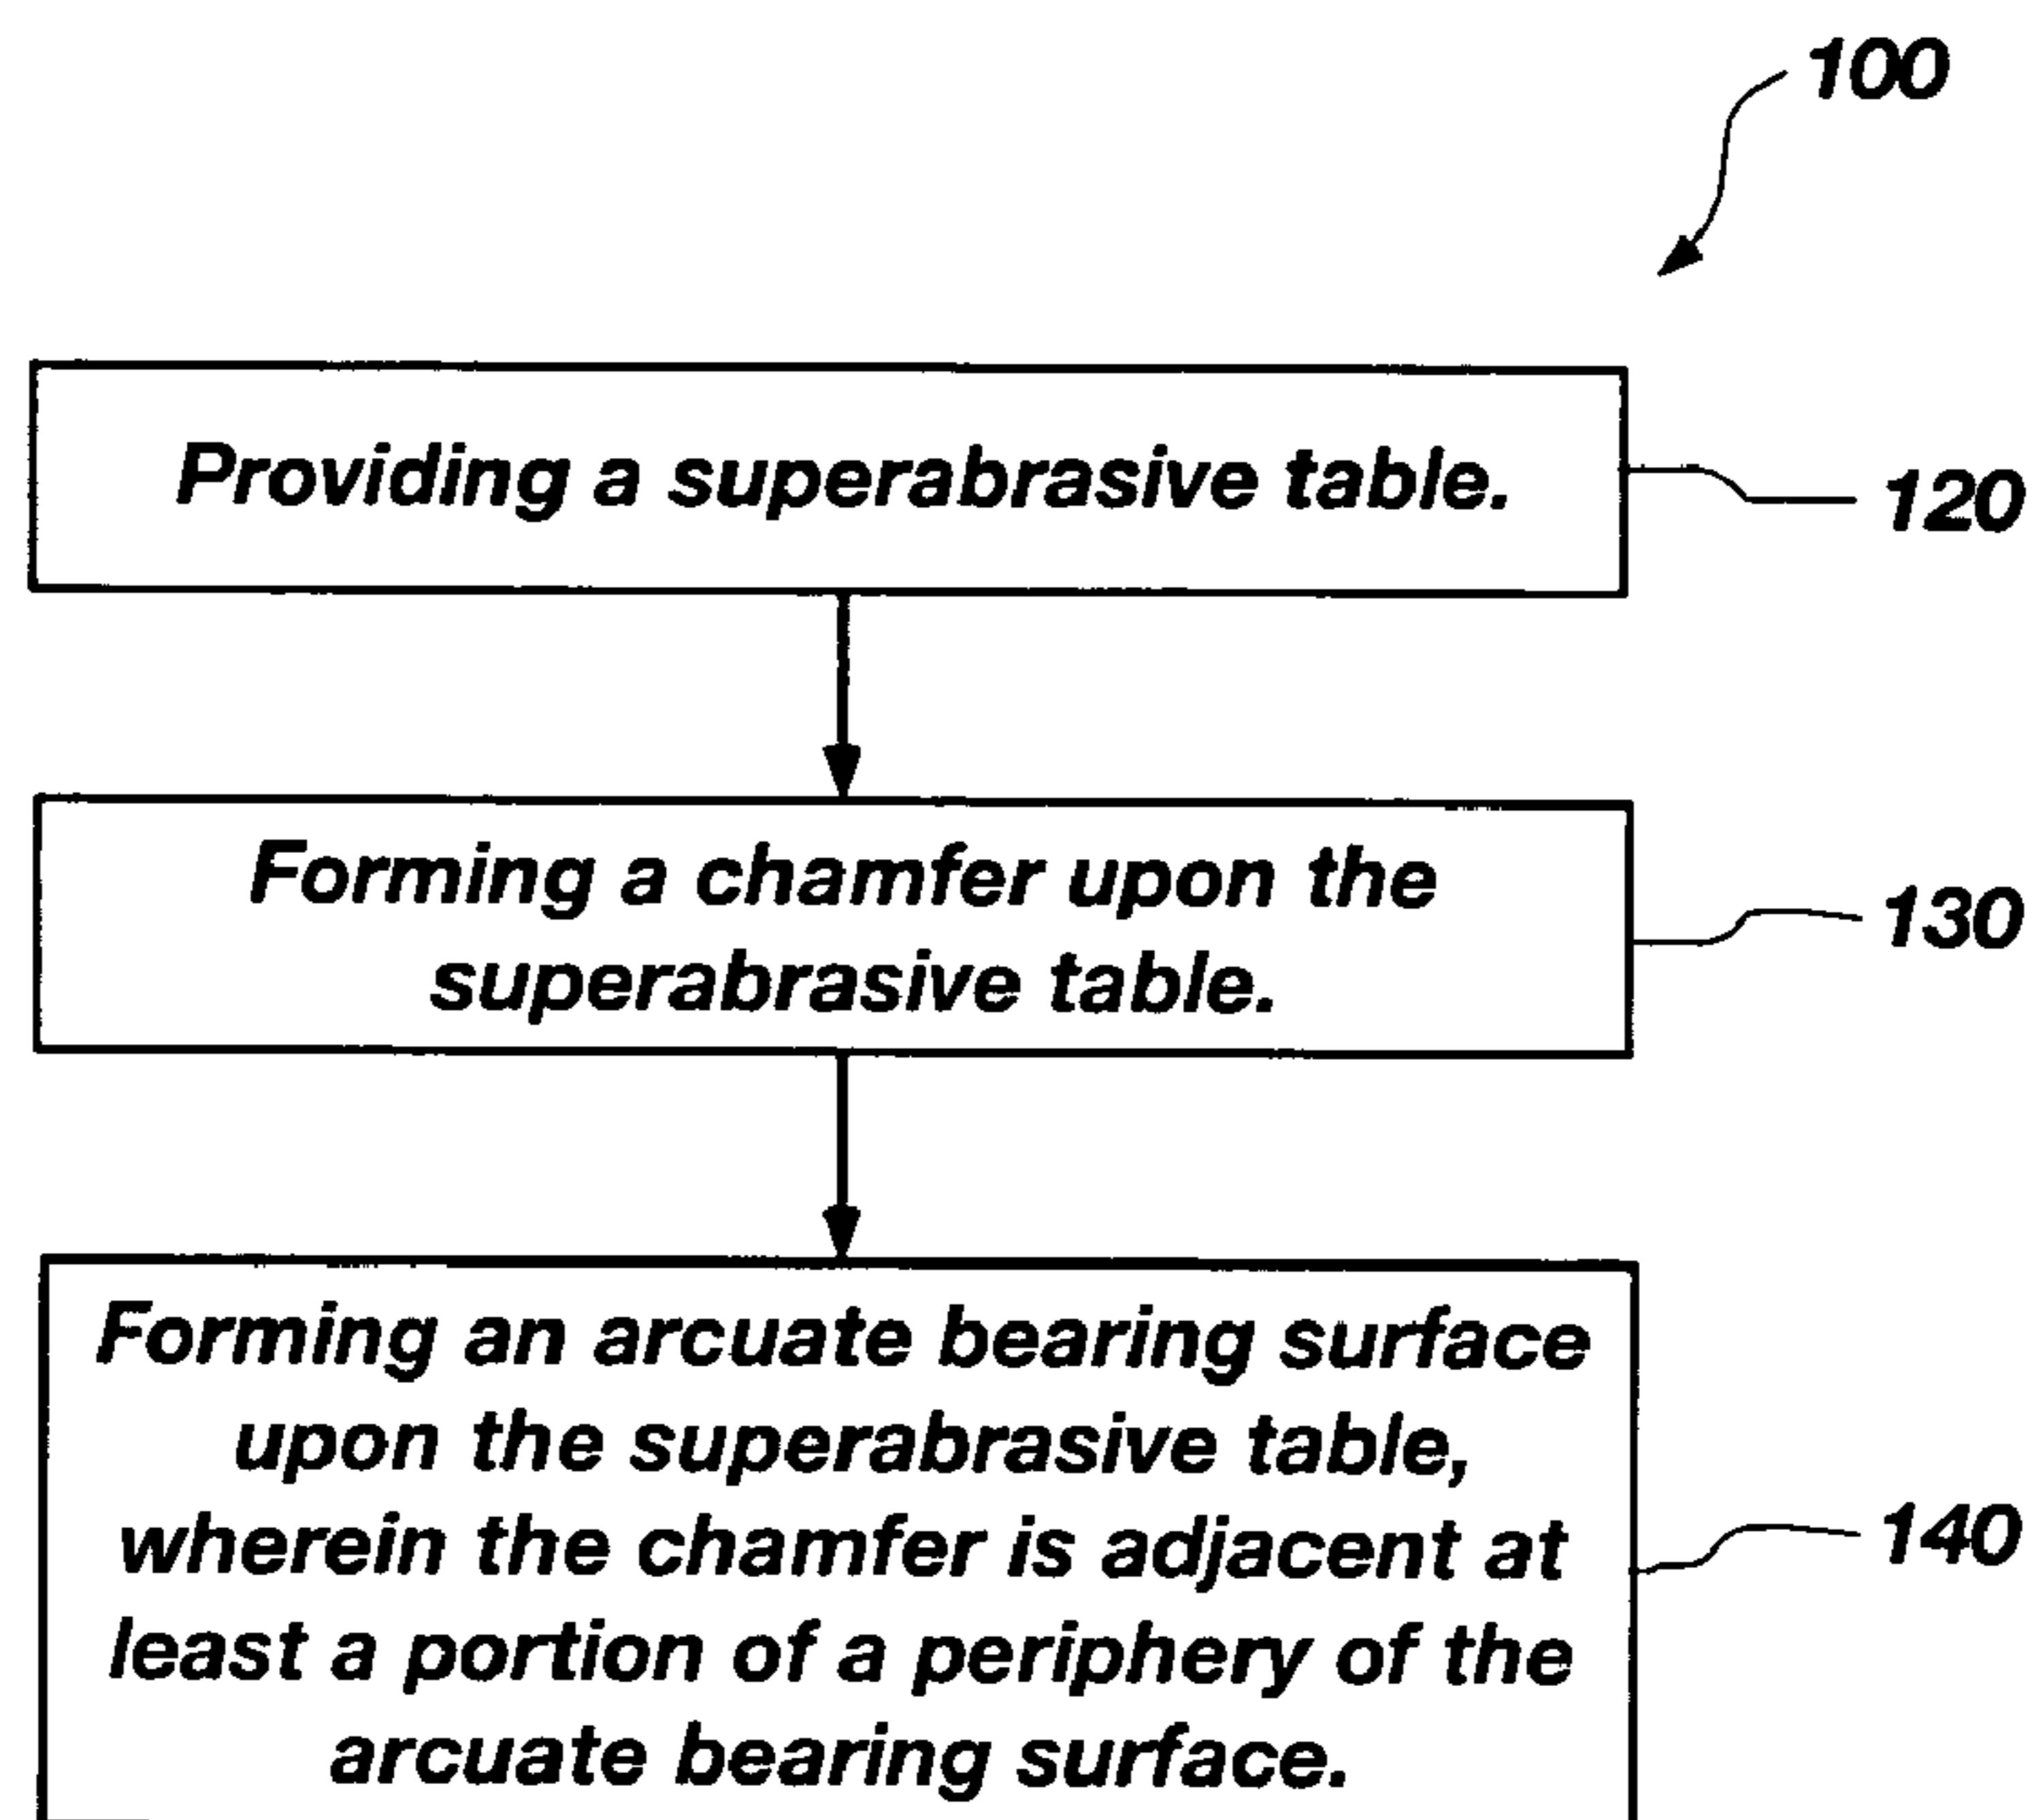 100
Providing a superabrasive table.
120
Forming a chamfer upon the
superabrasive table.
130
Forming an arcuate bearing surface
upon the superabrasive table,
wherein the chamfer is adjacent at
least a portion of a periphery of the
arcuate bearing surface.
140